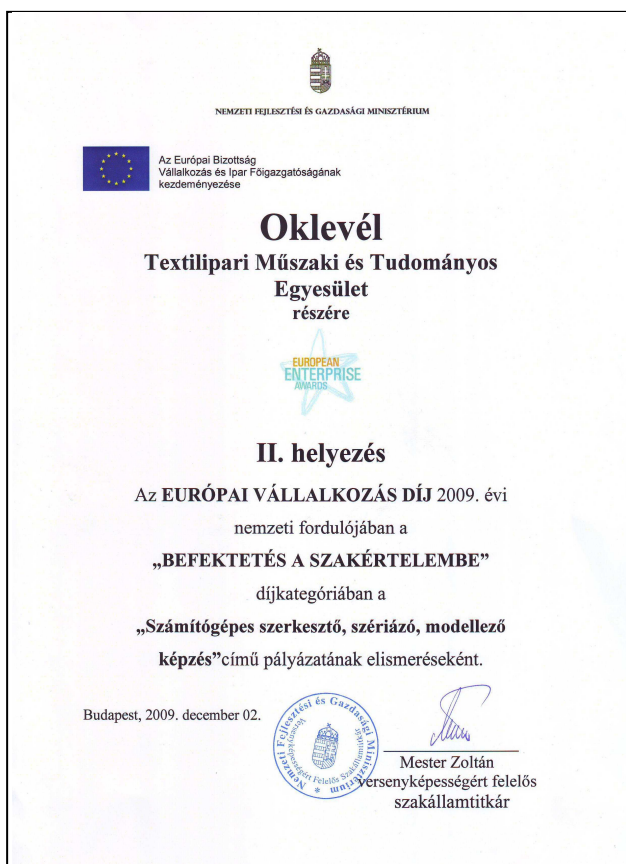 NEMZETI FEJLESZTÉSI ÉS GAZDASÁGI MINISZTÉRIUM
Az Európai Bizottság
Vállalkozás és Ipar Főigazgatóságának
kezdeményezése
Oklevél
Textilipari Műszaki és Tudományos
Egyesület
részére
EUROPEAN
ENTERPRISE
AWARDS
II. helyezés
Az EURÓPAI VÁLLALKOZÁS DÍJ 2009. évi
nemzeti fordulójában a
„BEFEKTETÉS A SZAKÉRTELEMBE”
díjkategóriában a
„Számítógépes szerkesztő, szériázó, modellező
képzés”című pályázatának elismeréseként.
Budapest, 2009. december 02.
Nemzeti Fejlesztési és Gazdasági Minisztérium *
Versenyképességért Felelős Szakállamtitkár
Mester Zoltán
versenyképességért felelős
szakállamtitkár